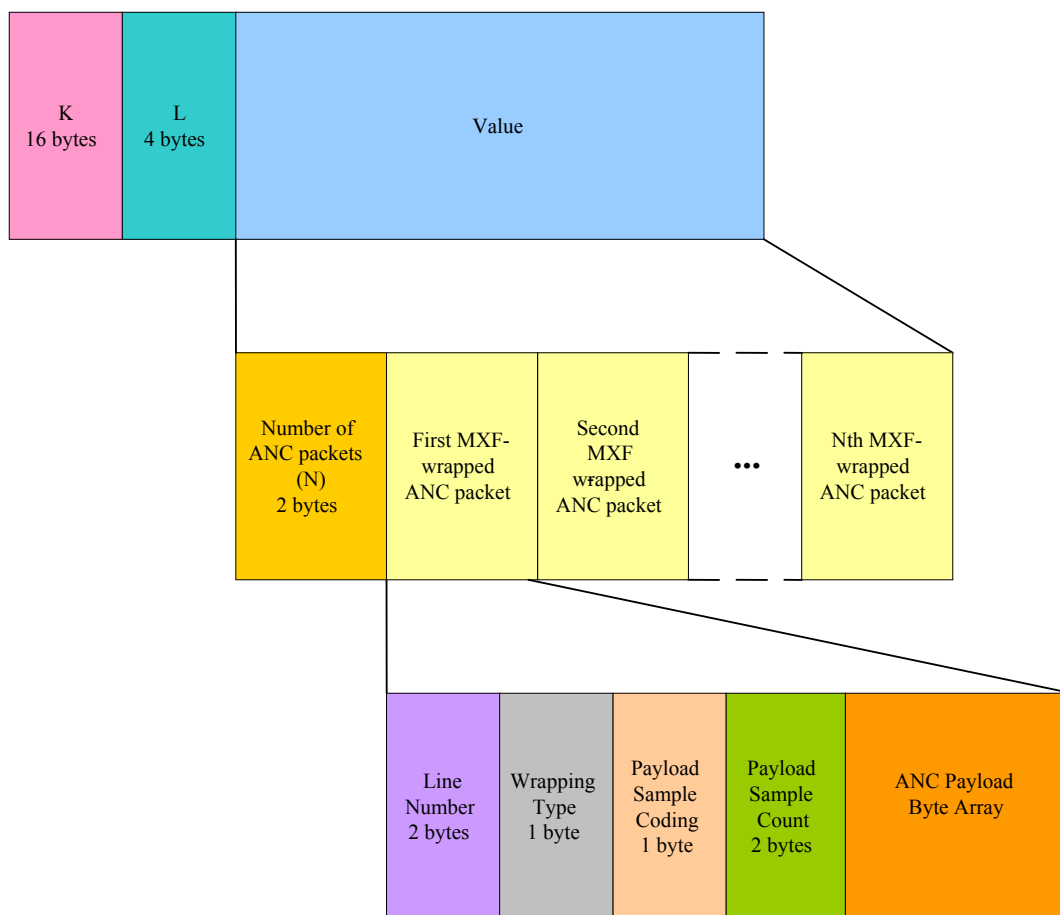 K
16 bytes
L
4 bytes
Value
Number of
ANC packets
(N)
2 bytes
First MXF-
wrapped
ANC packet
Second
MXF
wrapped
ANC packet
...
Nth MXF-
wrapped
ANC packet
Line
Number
2 bytes
Wrapping
Type
1 byte
Payload
Sample
Coding
1 byte
Payload
Sample
Count
2 bytes
ANC Payload
Byte Array